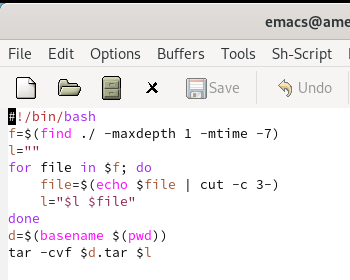 emacs@ame
File Edit Options Buffers Tools Sh-Script
Save Undo
#!/bin/bash
f=$(find ./ -maxdepth 1 -mtime -7)
l=""
for file in $f; do
    file=$(echo $file | cut -c 3-)
    l="$l $file"
done
d=$(basename $(pwd))
tar -cvf $d.tar $l